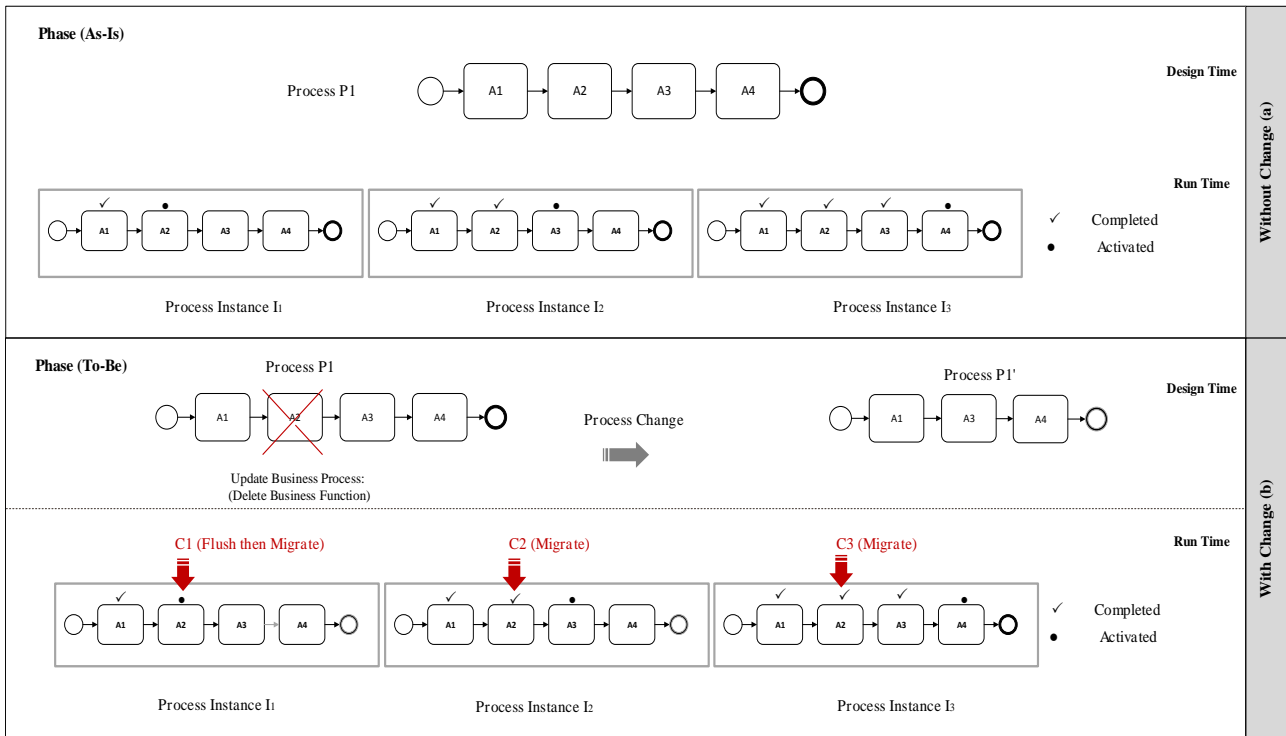 Phase (As-Is)
Design Time
Process P1
A1
A2
A3
A4
Without Change (a)
Run Time
✓
●
A1
A2
A3
A4
✓
✓
●
A1
A2
A3
A4
✓
✓
✓
●
A1
A2
A3
A4
✓ Completed
● Activated
Process Instance I1
Process Instance I2
Process Instance I3
Phase (To-Be)
Process P1
A1
A2
A3
A4
Update Business Process:
(Delete Business Function)
Process Change
Process P1'
A1
A3
A4
Design Time
With Change (b)
Run Time
C1 (Flush then Migrate)
C2 (Migrate)
C3 (Migrate)
✓
●
A1
A2
A3
A4
✓
✓
●
A1
A2
A3
A4
✓
✓
✓
●
A1
A2
A3
A4
✓ Completed
● Activated
Process Instance I1
Process Instance I2
Process Instance I3